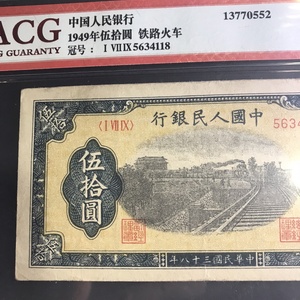 ACG
G GUARANTY
中国人民银行
1949年伍拾圆 铁路火车
冠号： I VII IX 5634118
13770552
行銀民人國中
〈I VII IX〉
5634
伍拾圓
年八十三國民華中